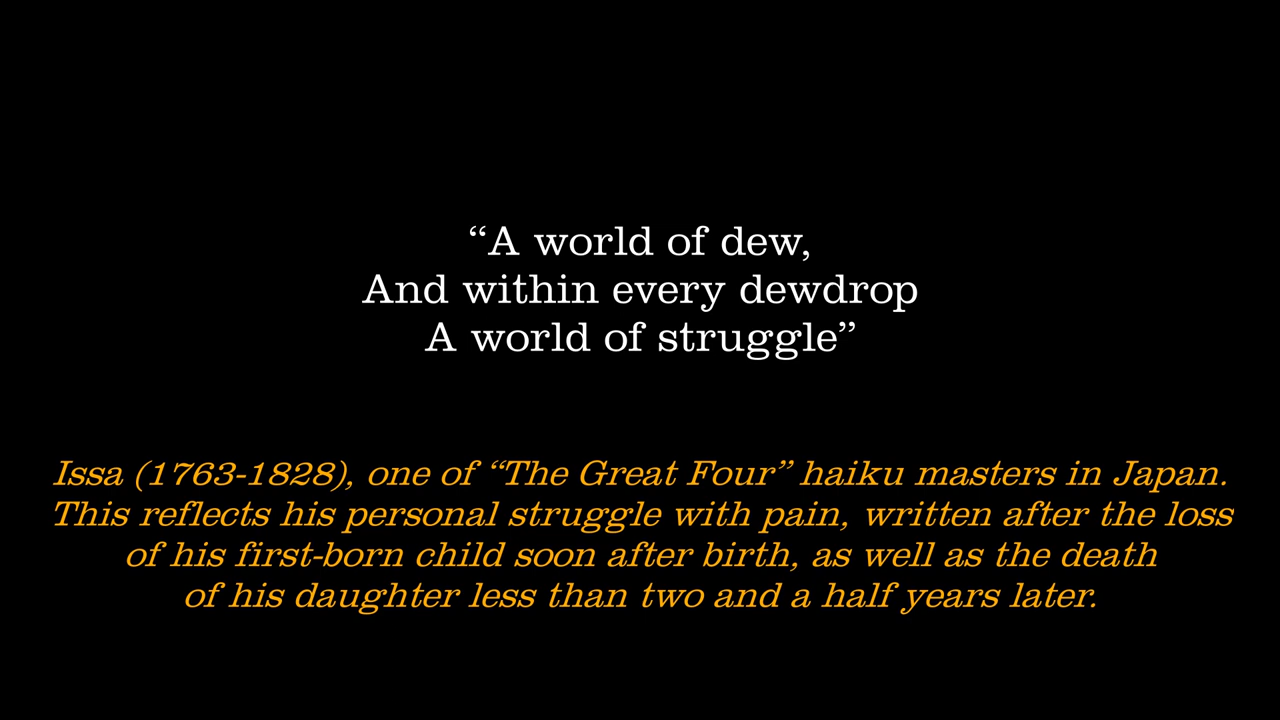 “A world of dew,
And within every dewdrop
A world of struggle”
Issa (1763-1828), one of “The Great Four” haiku masters in Japan.
This reflects his personal struggle with pain, written after the loss
of his first-born child soon after birth, as well as the death
of his daughter less than two and a half years later.